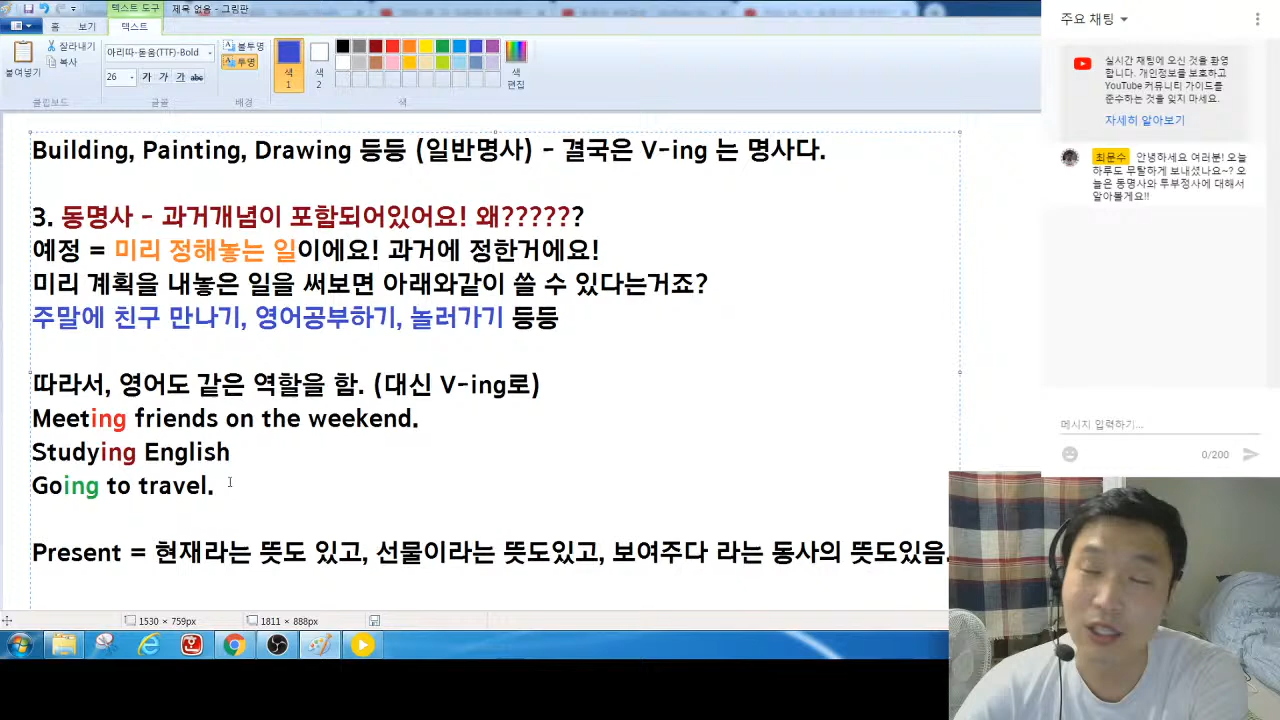 텍스트 도구
제목 없음 - 그림판
홈
보기
텍스트
붙여넣기
잘라내기
복사
클립보드
아리따-돋움(TTF)-Bold
26
가 가 가 abc
글꼴
불투명
투명
배경
색
1
색
2
색
편집
색
Building, Painting, Drawing 등등 (일반명사) - 결국은 V-ing 는 명사다.
3. 동명사 - 과거개념이 포함되어있어요! 왜??????
예정 = 미리 정해놓는 일이에요! 과거에 정한거에요!
미리 계획을 내놓은 일을 써보면 아래와같이 쓸 수 있다는거죠?
주말에 친구 만나기, 영어공부하기, 놀러가기 등등
따라서, 영어도 같은 역할을 함. (대신 V-ing로)
Meeting friends on the weekend.
Studying English
Going to travel.
Present = 현재라는 뜻도 있고, 선물이라는 뜻도있고, 보여주다 라는 동사의 뜻도있음.
1530 × 759px
1811 × 888px
주요 채팅
실시간 채팅에 오신 것을 환영
합니다. 개인정보를 보호하고
YouTube 커뮤니티 가이드를
준수하는 것을 잊지 마세요.
자세히 알아보기
최문수 안녕하세요 여러분! 오늘
하루도 무탈하게 보내셨나요~? 오
늘은 동명사와 투부정사에 대해서
알아볼게요!!
메시지 입력하기...
0/200